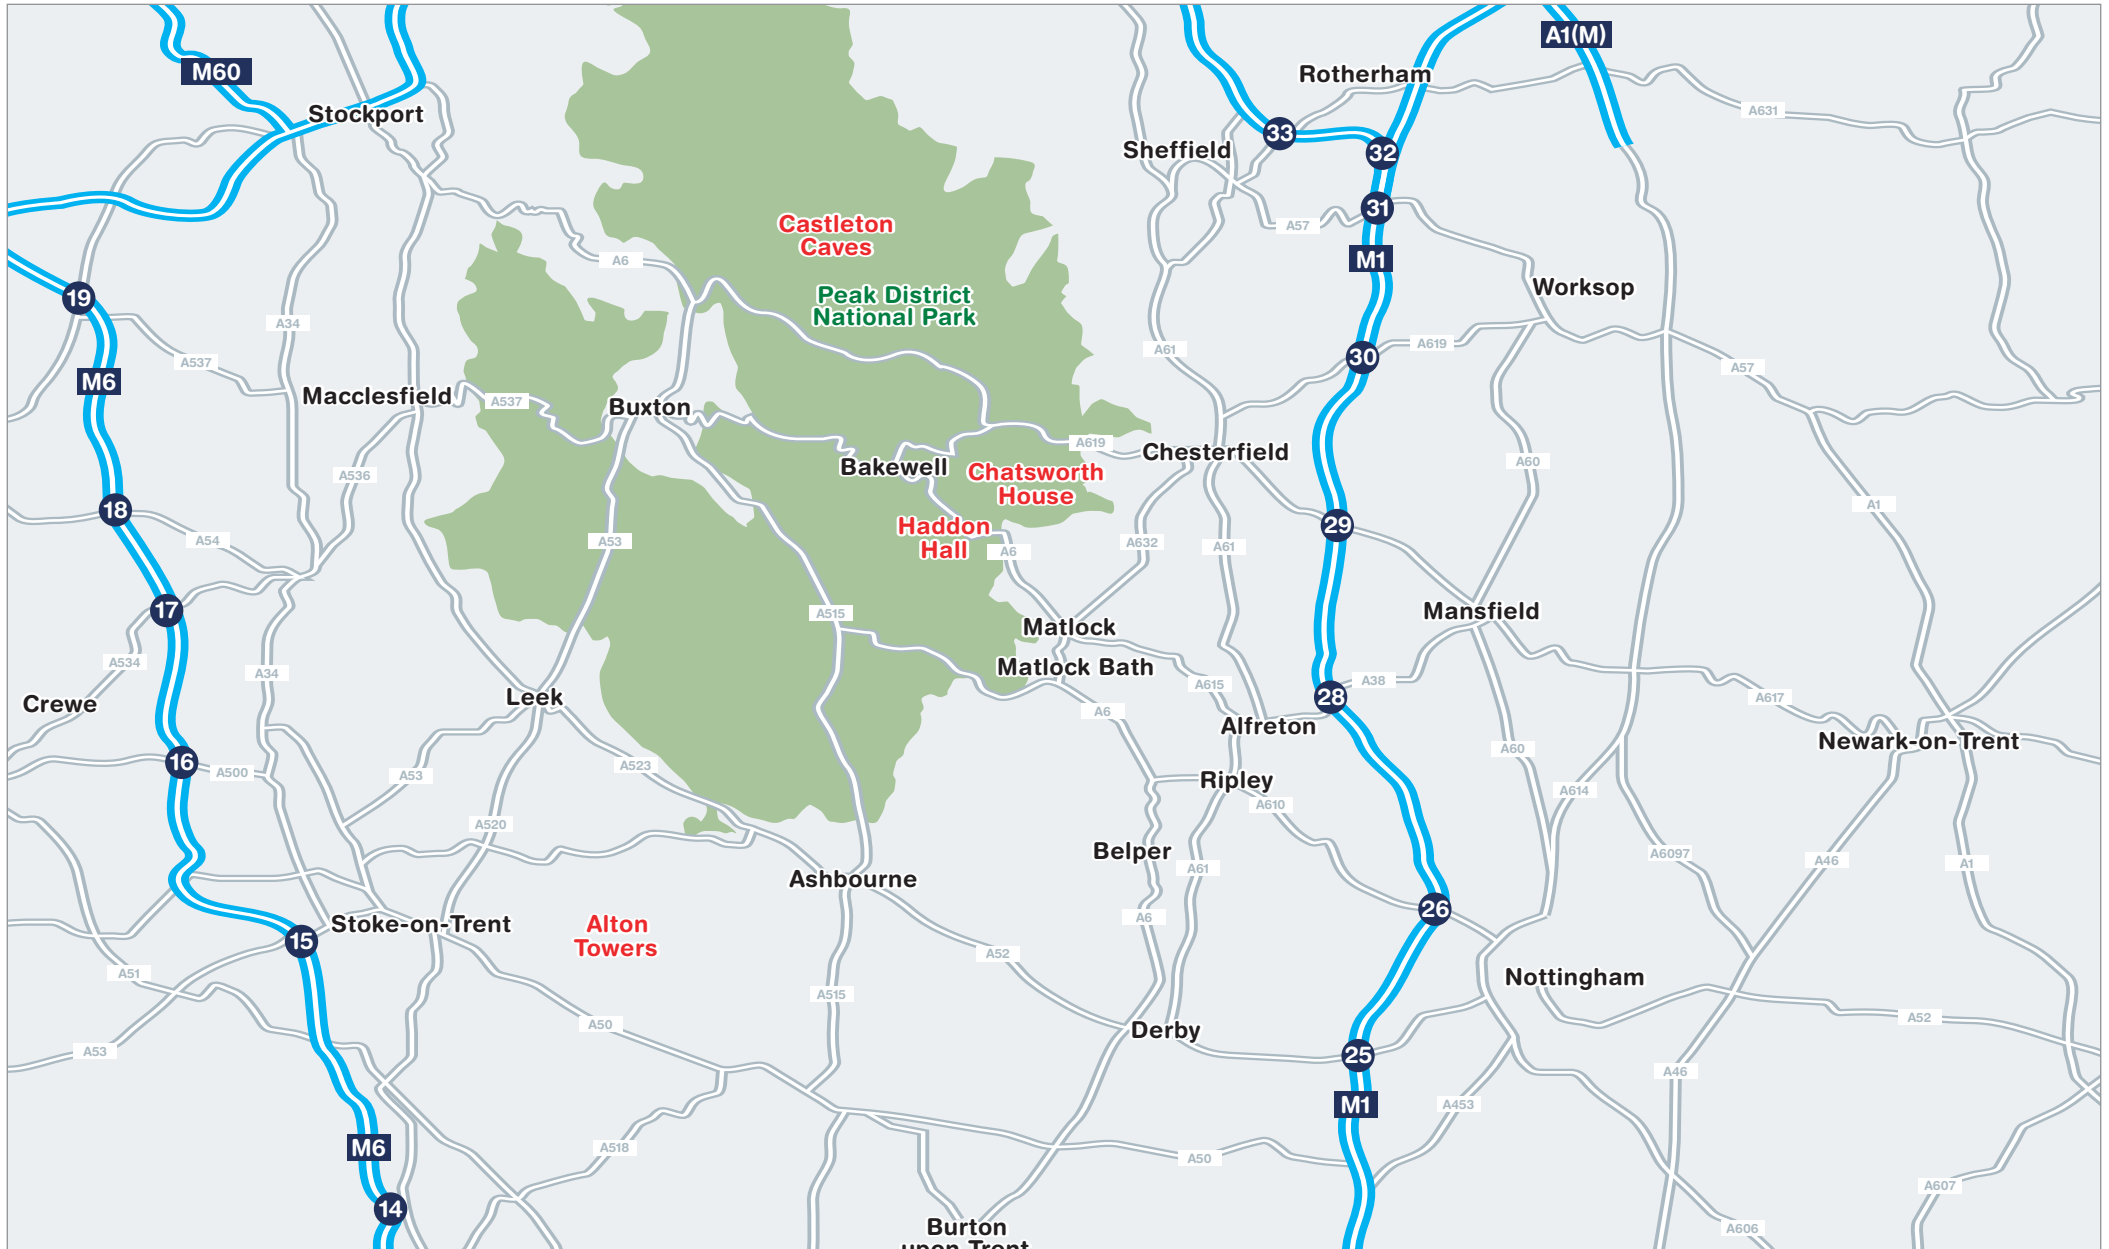 A1(M)
M60
Rotherham
Stockport
A631
33
Sheffield
32
31
Castleton
Caves
A57
A6
M1
Peak District
National Park
Worksop
19
A34
A61
A619
30
A537
A57
M6
Macclesfield
A537
Buxton
A619
Chesterfield
Bakewell
Chatsworth
House
A60
A536
A1
18
Haddon
Hall
29
A54
A53
A632
A61
A6
17
A515
Mansfield
Matlock
A534
Matlock Bath
A34
A615
A38
28
A617
Crewe
Leek
A6
Alfreton
Newark-on-Trent
A60
16
A500
A53
A523
Ripley
A614
A610
A520
Belper
A6097
A46
A1
A61
Ashbourne
26
A6
Stoke-on-Trent
Alton
Towers
15
A52
A51
Nottingham
A515
A50
A52
Derby
A53
25
A46
M1
A453
M6
A518
A50
A607
14
Burton
upon Trent
A606